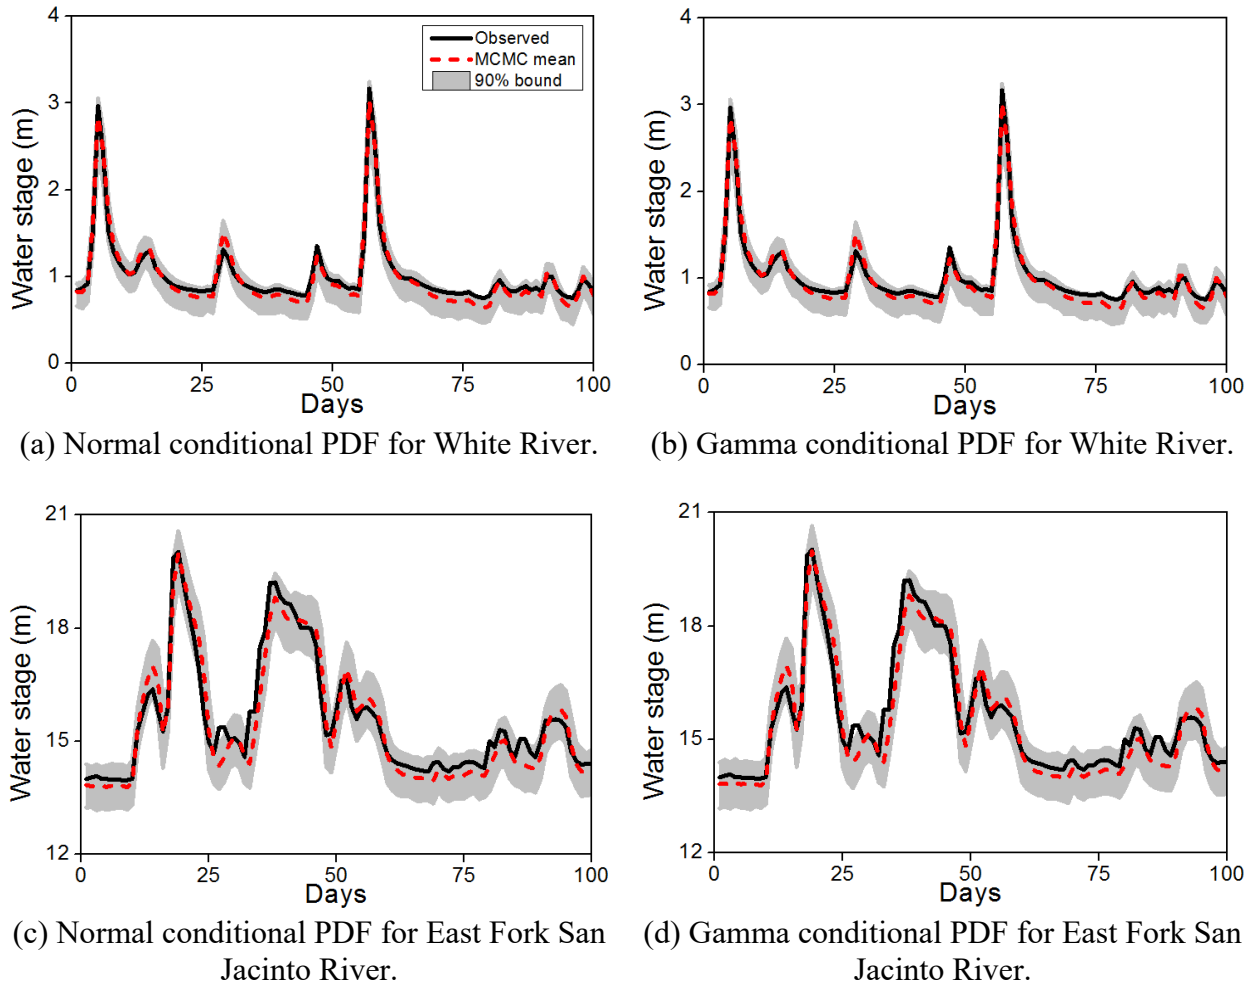 4
3
2
1
0
Water stage (m)
Observed
MCMC mean
90% bound
0
25
50
75
100
Days
(a) Normal conditional PDF for White River.
4
3
2
1
0
Water stage (m)
0
25
50
75
100
Days
(b) Gamma conditional PDF for White River.
21
18
15
12
Water stage (m)
0
25
50
75
100
Days
(c) Normal conditional PDF for East Fork San
Jacinto River.
21
18
15
12
Water stage (m)
0
25
50
75
100
Days
(d) Gamma conditional PDF for East Fork San
Jacinto River.